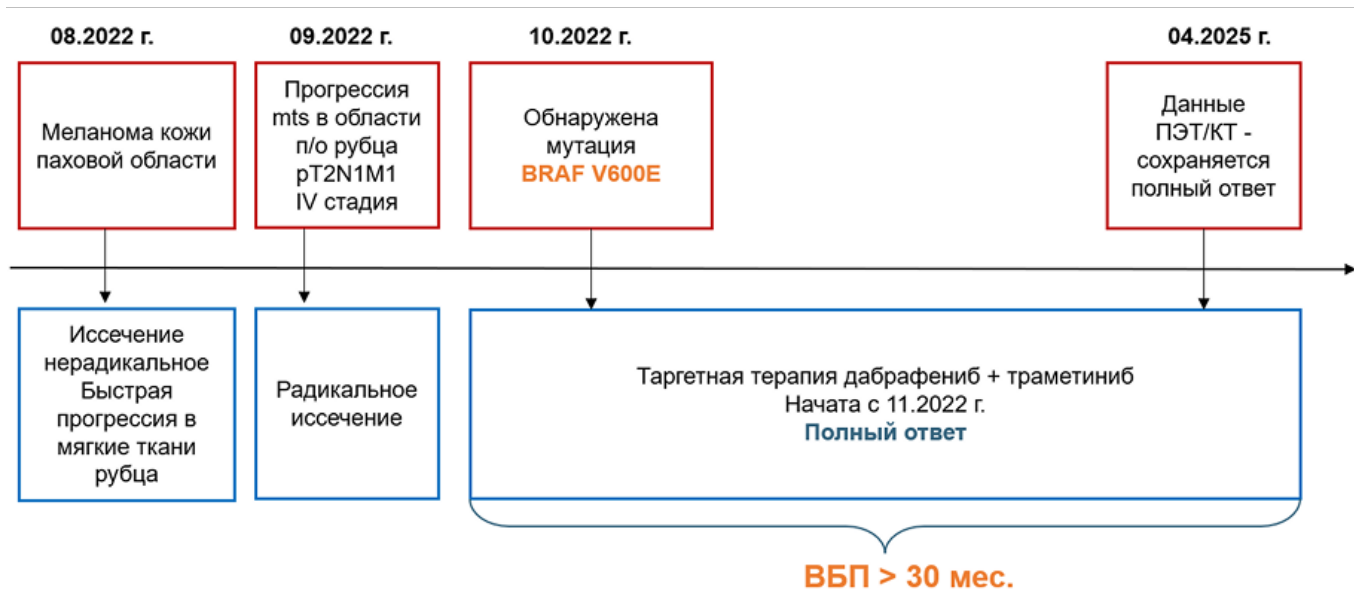 08.2022 г.
09.2022 г.
10.2022 г.
04.2025 г.
Меланома кожи
паховой области
Прогрессия
mts в области
п/о рубца
pT2N1M1
IV стадия
Обнаружена
мутация
BRAF V600E
Данные
ПЭТ/КТ -
сохраняется
полный ответ
Иссечение
нерадикальное
Быстрая
прогрессия в
мягкие ткани
рубца
Радикальное
иссечение
Таргетная терапия дабрафениб + траметиниб
Начата с 11.2022 г.
Полный ответ
ВБП > 30 мес.